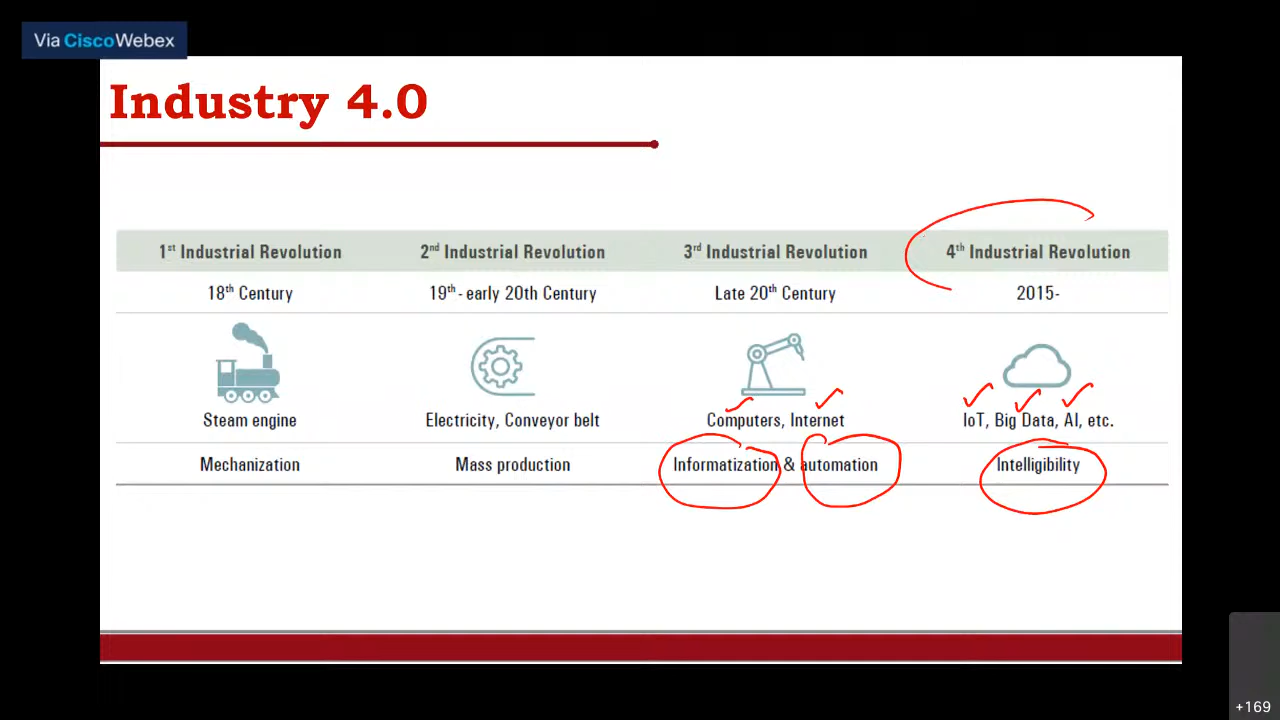 Via CiscoWebex
Industry 4.0
1st Industrial Revolution 2nd Industrial Revolution 3rd Industrial Revolution 4th Industrial Revolution
18th Century 19th - early 20th Century Late 20th Century 2015-
Steam engine Electricity, Conveyor belt Computers, Internet IoT, Big Data, AI, etc.
Mechanization Mass production Informatization & automation Intelligibility
+169